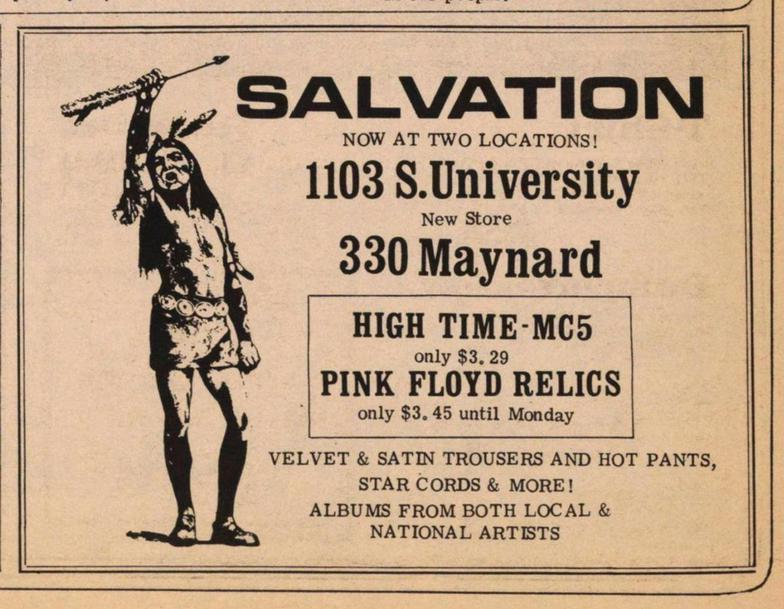 SALVATION
NOW AT TWO LOCATIONS!
1103 S.University
New Store
330 Maynard
HIGH TIME-MC5
only $3.29
PINK FLOYD RELICS
only $3.45 until Monday
VELVET & SATIN TROUSERS AND HOT PANTS,
STAR CORDS & MORE!
ALBUMS FROM BOTH LOCAL &
NATIONAL ARTISTS